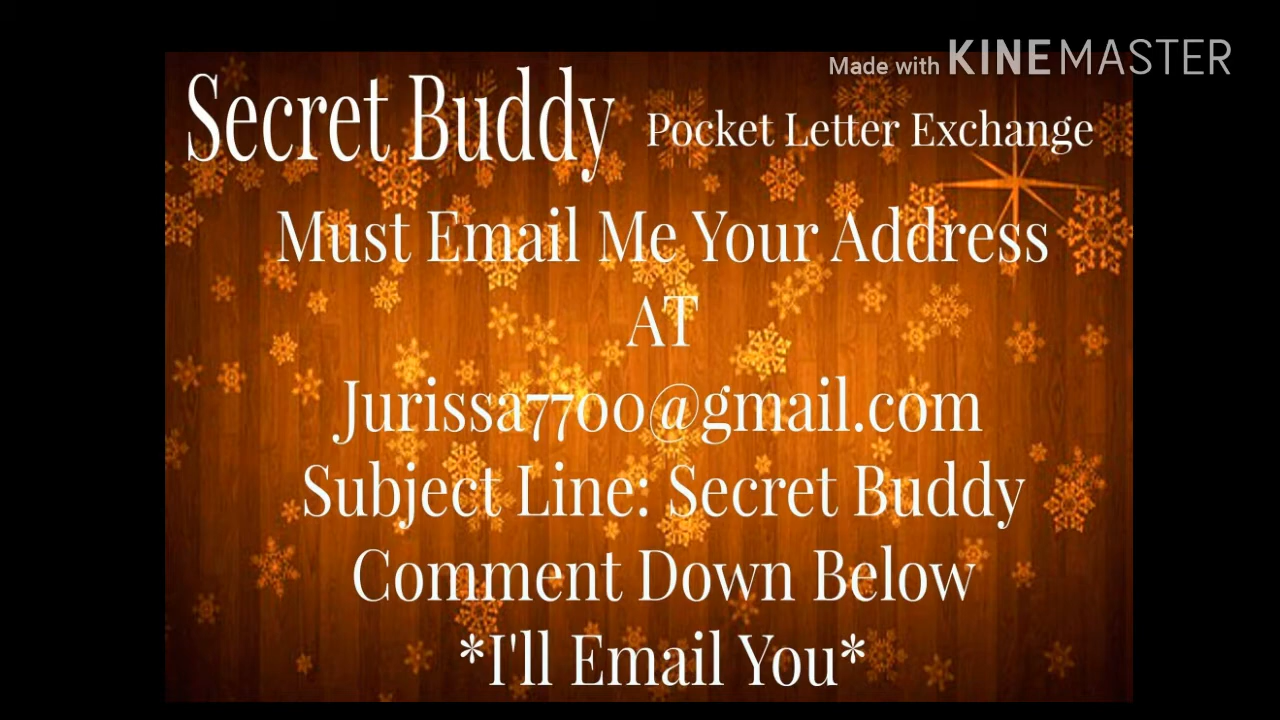 Made with KINEMASTER
Secret Buddy Pocket Letter Exchange
Must Email Me Your Address
AT
Jurissa7700@gmail.com
Subject Line: Secret Buddy
Comment Down Below
*I'll Email You*